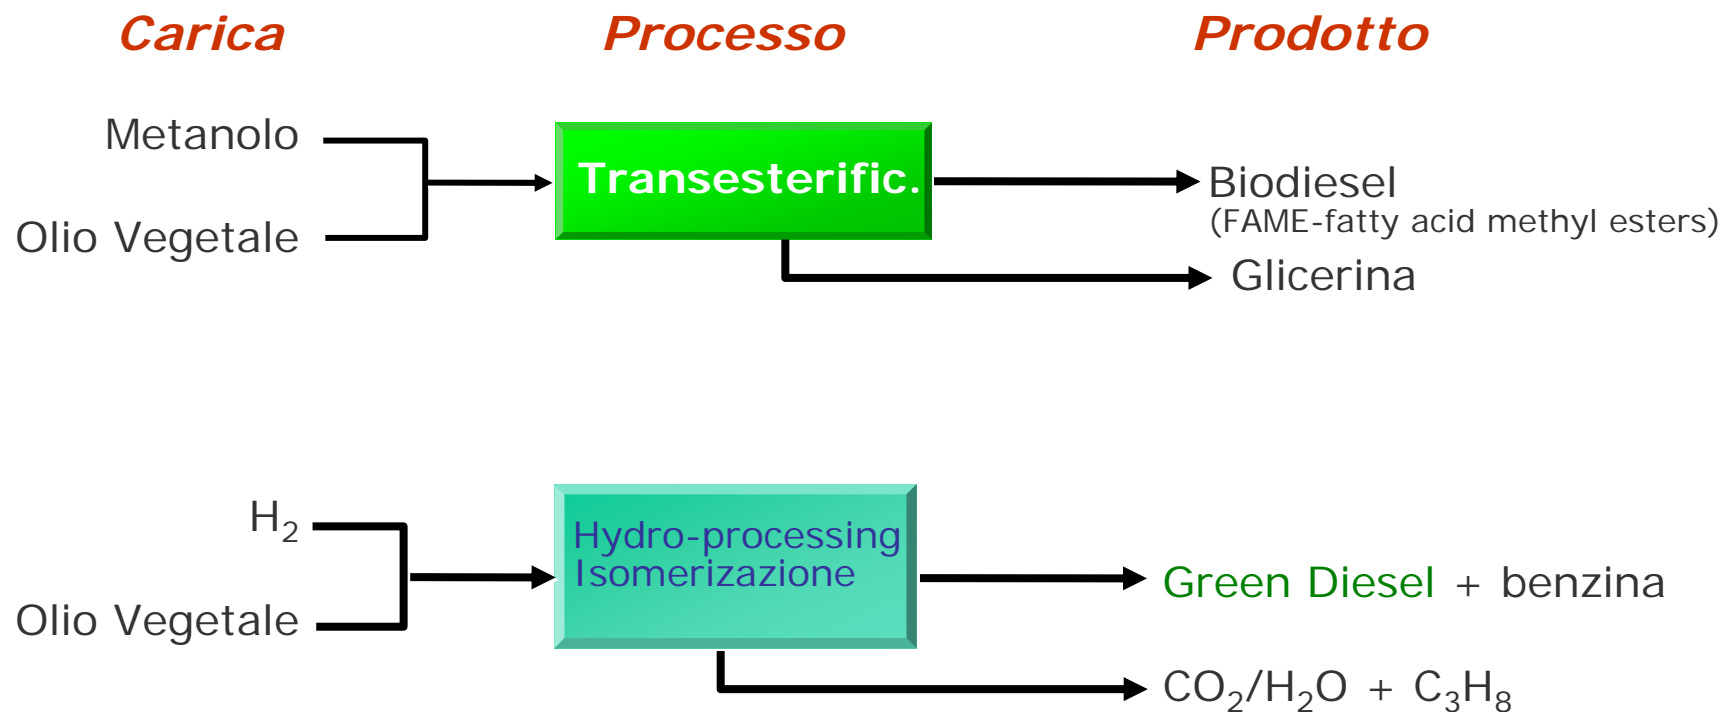 Carica Processo Prodotto
Metanolo
Olio Vegetale
Transesterific.
Biodiesel
(FAME-fatty acid methyl esters)
Glicerina
H₂
Olio Vegetale
Hydro-processing
Isomerizazione
Green Diesel + benzina
CO₂/H₂O + C₃H₈